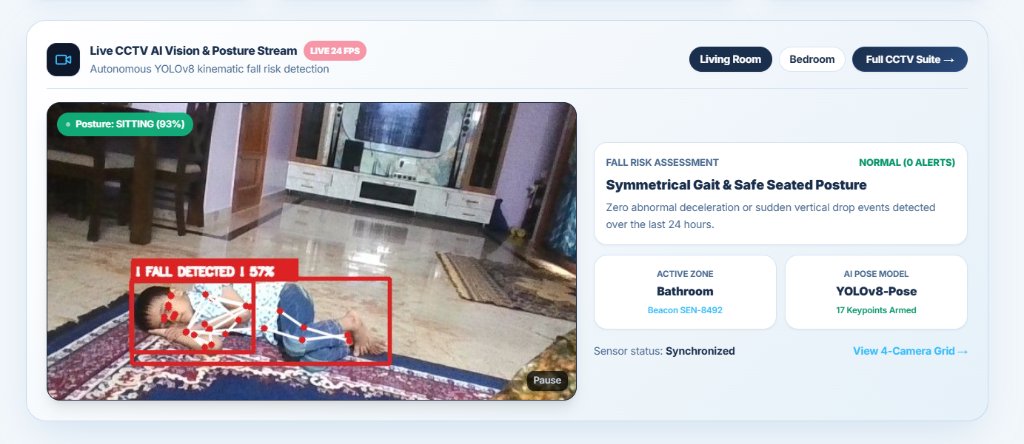 Live CCTV AI Vision & Posture Stream
LIVE 24 FPS
Autonomous YOLOv8 kinematic fall risk detection
Living Room
Bedroom
Full CCTV Suite →
Posture: SITTING (93%)
! FALL DETECTED ! 57%
Pause
FALL RISK ASSESSMENT
NORMAL (0 ALERTS)
Symmetrical Gait & Safe Seated Posture
Zero abnormal deceleration or sudden vertical drop events detected
over the last 24 hours.
ACTIVE ZONE
Bathroom
Beacon SEN-8492
AI POSE MODEL
YOLOv8-Pose
17 Keypoints Armed
Sensor status: Synchronized
View 4-Camera Grid →